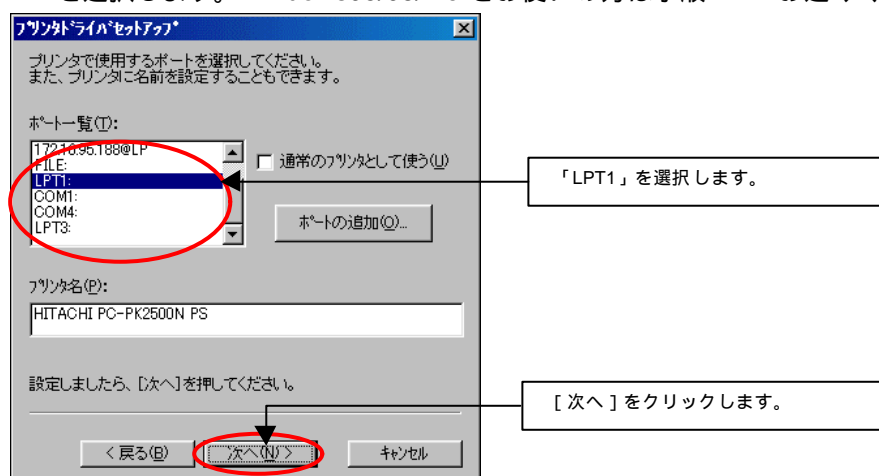 を選択します。
プリンタドライバセットアップ
プリンタで使用するポートを選択してください。
また、プリンタに名前を設定することもできます。
ポート一覧(T):
FILE:
LPT1:
COM1:
COM4:
LPT3:
通常のプリンタとして使う(U)
「LPT1」を選択します。
ポートの追加(O)...
プリンタ名(P):
HITACHI PC-PK2500N PS
設定しましたら、[次へ]を押してください。
[次へ]をクリックします。
< 戻る(B)
次へ(N) >
キャンセル